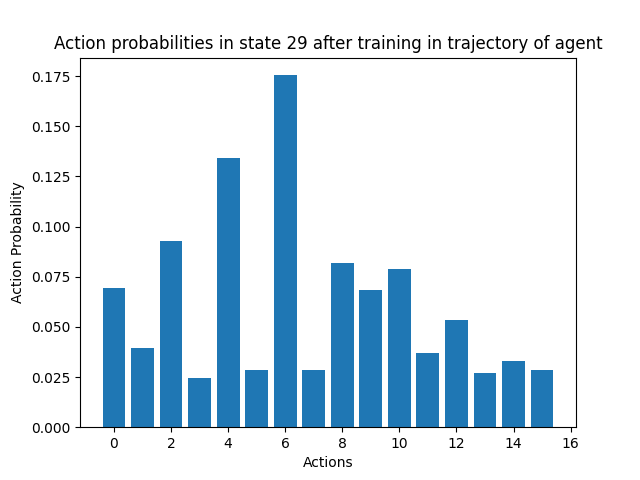 Action probabilities in state 29 after training in trajectory of agent
0.175
0.150
0.125
0.100
0.075
0.050
0.025
0.000
Action Probability
0 2 4 6 8 10 12 14 16
Actions